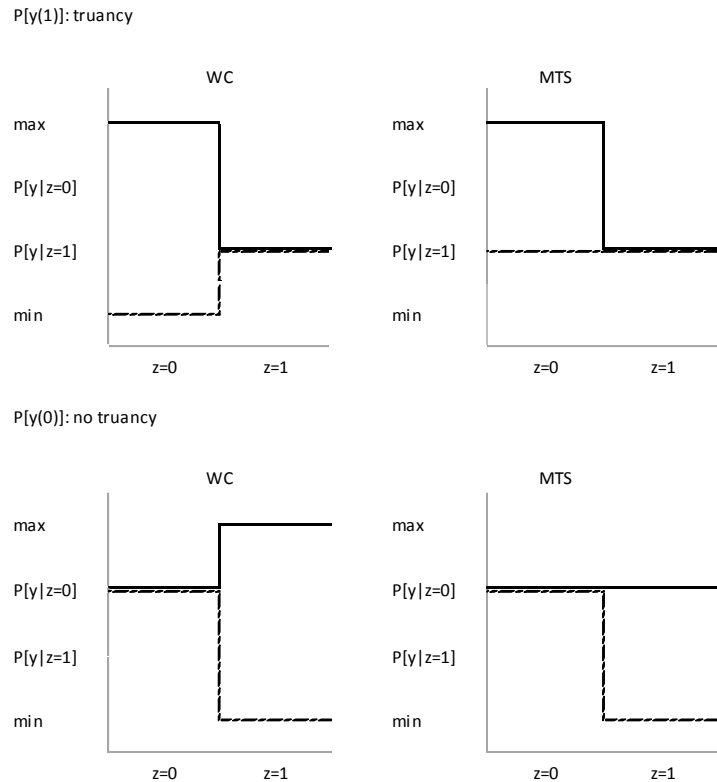 P[y(1)]: truancy
WC MTS
max max
P[y|z=0] P[y|z=0]
P[y|z=1] P[y|z=1]
min min
z=0 z=1 z=0 z=1
P[y(0)]: no truancy
WC MTS
max max
P[y|z=0] P[y|z=0]
P[y|z=1] P[y|z=1]
min min
z=0 z=1 z=0 z=1